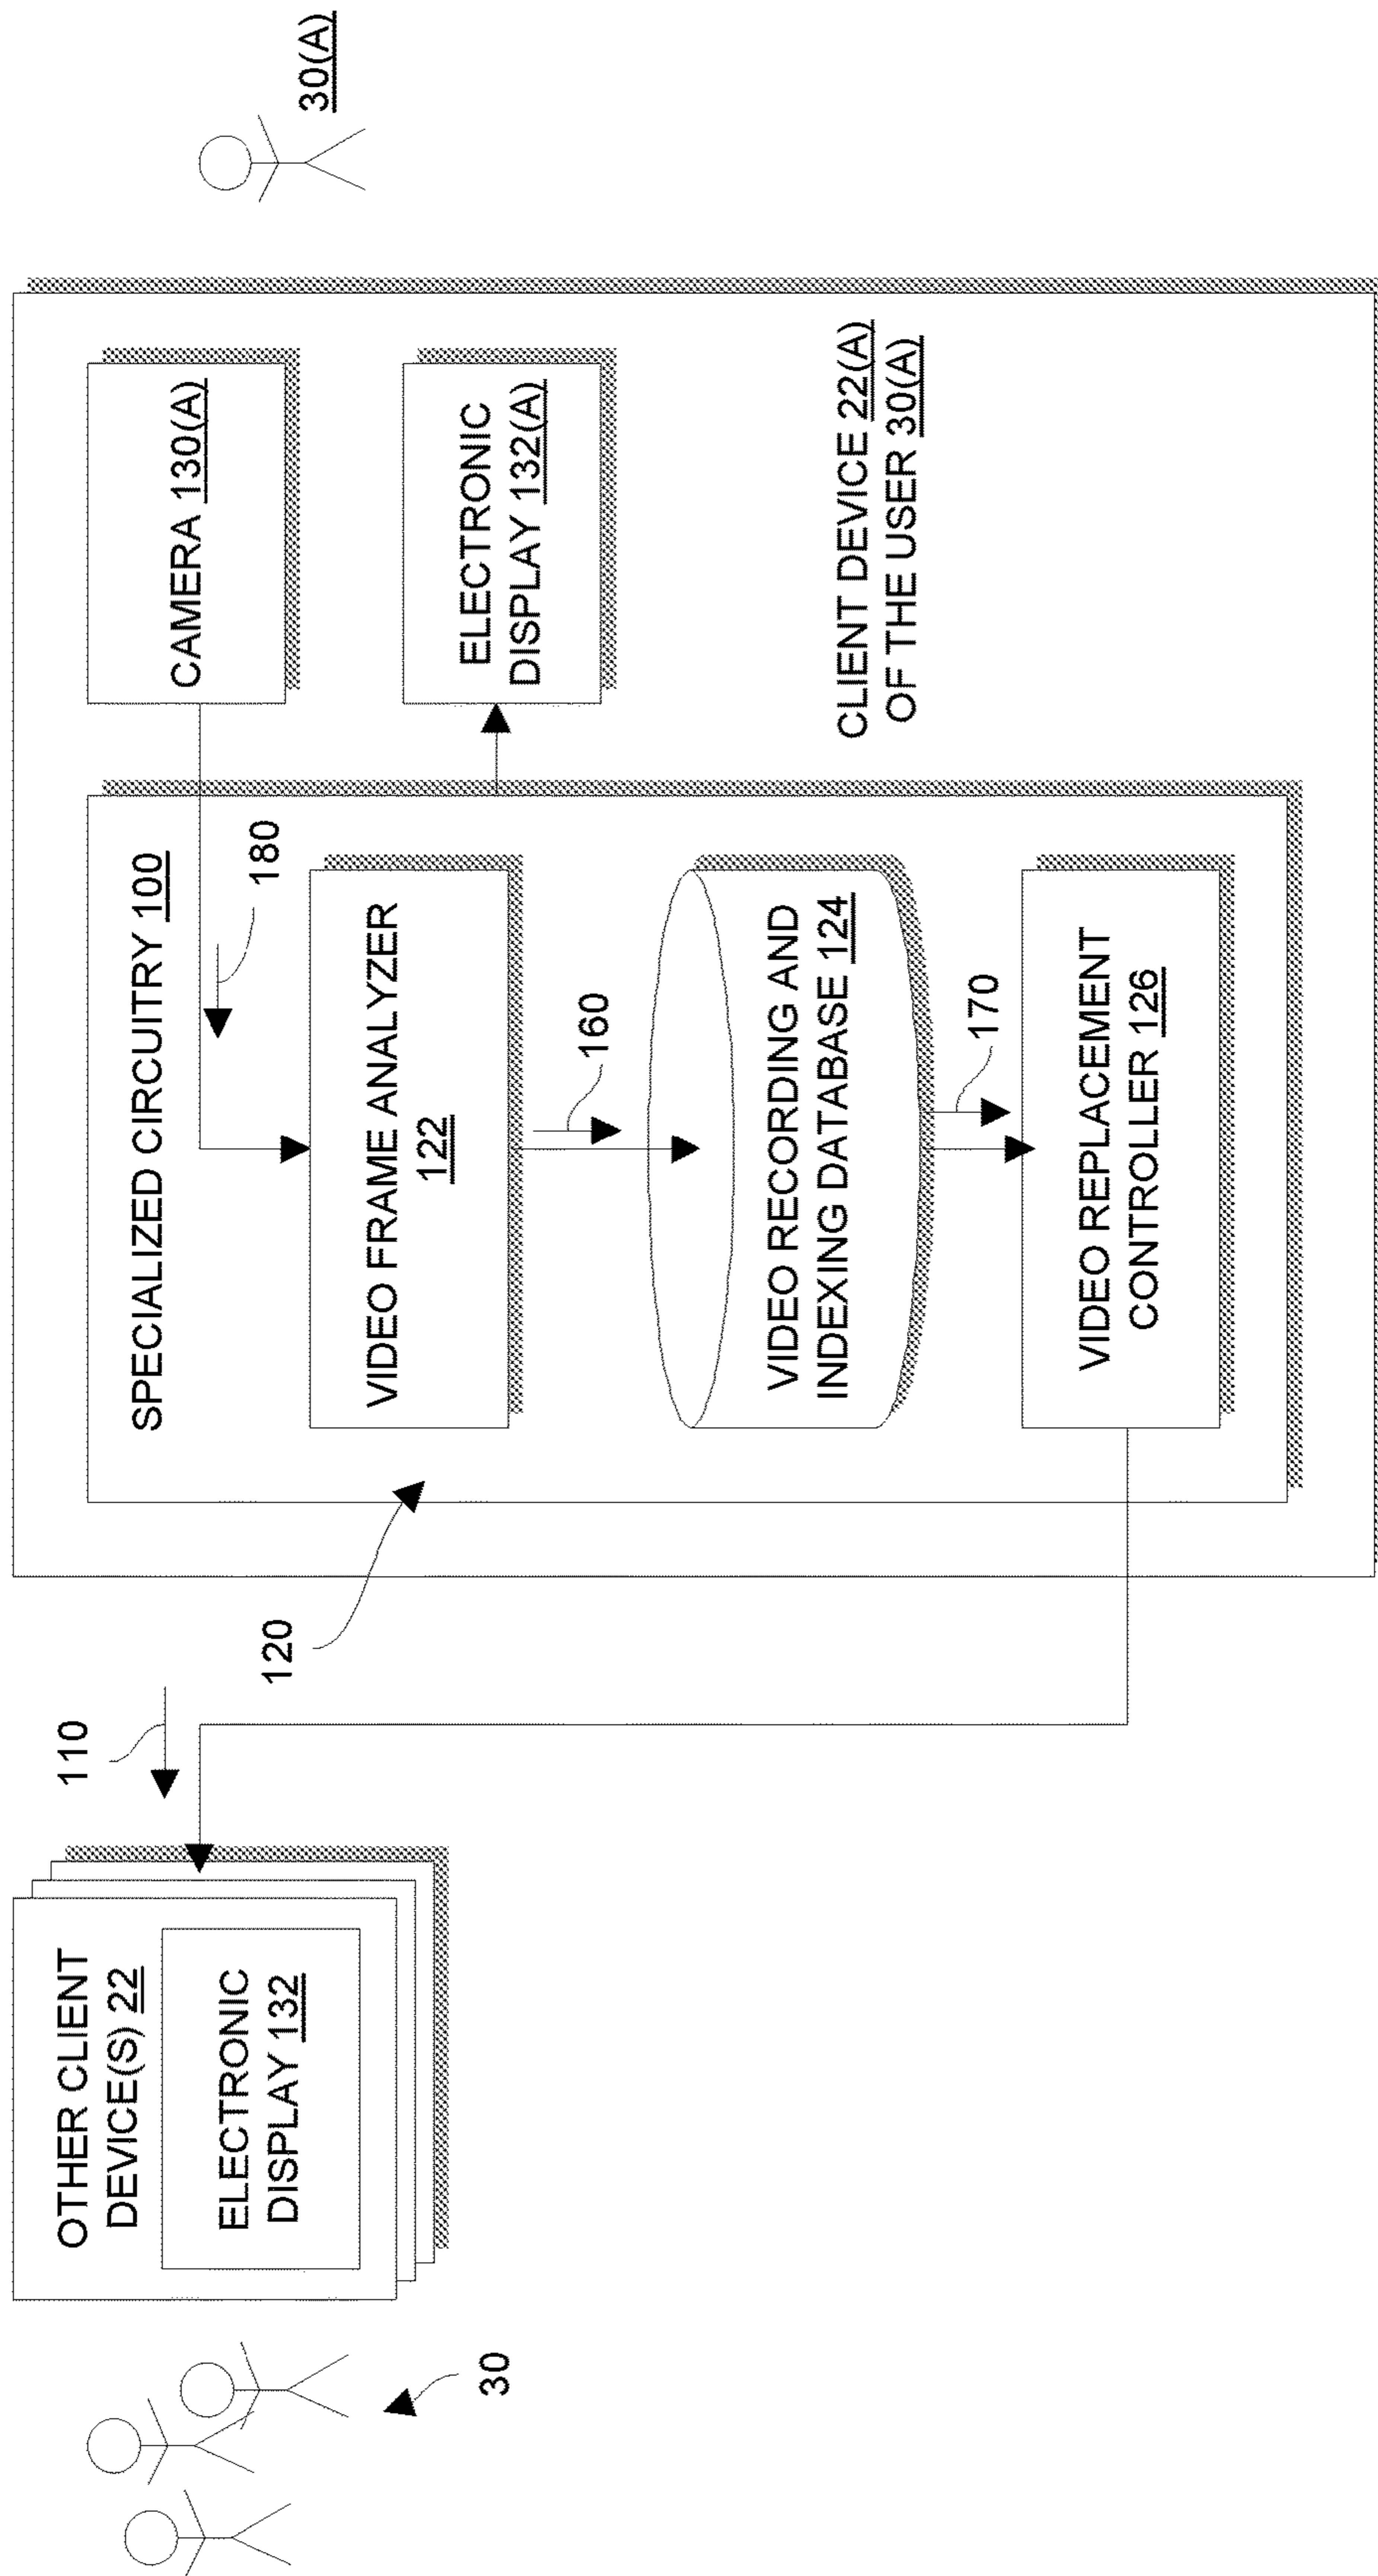 30(A)
CAMERA 130(A)
ELECTRONIC
DISPLAY 132(A)
CLIENT DEVICE 22(A)
OF THE USER 30(A)
SPECIALIZED CIRCUITRY 100
180
VIDEO FRAME ANALYZER
122
160
VIDEO RECORDING AND
INDEXING DATABASE 124
170
VIDEO REPLACEMENT
CONTROLLER 126
120
110
OTHER CLIENT
DEVICE(S) 22
ELECTRONIC
DISPLAY 132
30